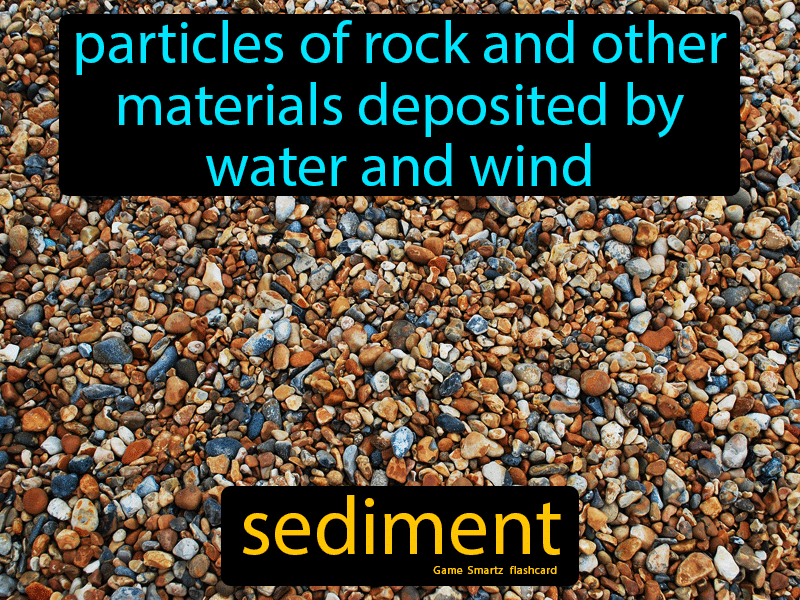 particles of rock and other
materials deposited by
water and wind
sediment
Game Smartz flashcard